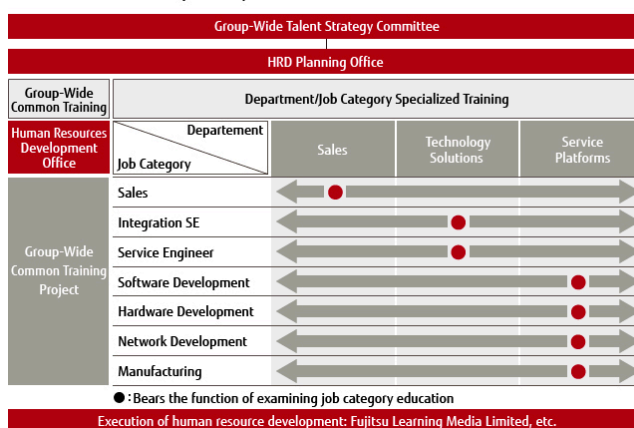 Group-Wide Talent Strategy Committee
HRD Planning Office
Group-Wide
Common Training
Department/Job Category Specialized Training
Human Resources
Development
Office
Departement
Job Category
Sales
Technology
Solutions
Service
Platforms
Group-Wide
Common Training
Project
Sales
Integration SE
Service Engineer
Software Development
Hardware Development
Network Development
Manufacturing
●:Bears the function of examining job category education
Execution of human resource development: Fujitsu Learning Media Limited, etc.